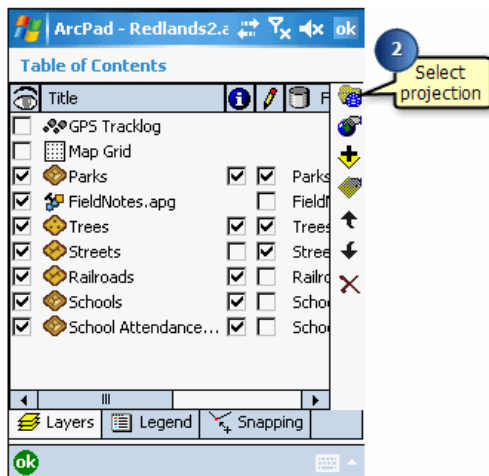 ArcPad - Redlands2.a
ok
2
Select projection
Table of Contents
Title
F
GPS Tracklog
Map Grid
Parks
Parks
FieldNotes.apg
Field
Trees
Trees
Streets
Stree
Railroads
Railro
Schools
Schoo
School Attendance...
Schoo
Layers
Legend
Snapping
ok